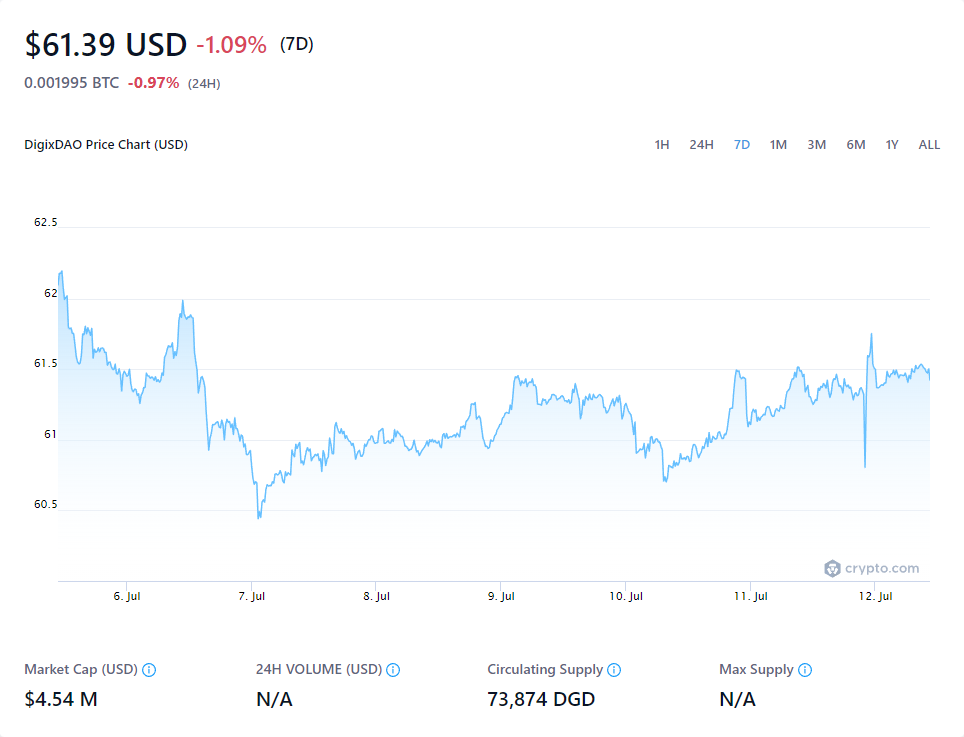 $61.39 USD -1.09% (7D)
0.001995 BTC -0.97% (24H)
DigixDAO Price Chart (USD) 1H 24H 7D 1M 3M 6M 1Y ALL
62.5
62
61.5
61
60.5
crypto.com
6. Jul 7. Jul 8. Jul 9. Jul 10. Jul 11. Jul 12. Jul
Market Cap (USD) 24H VOLUME (USD) Circulating Supply Max Supply
$4.54 M N/A 73,874 DGD N/A